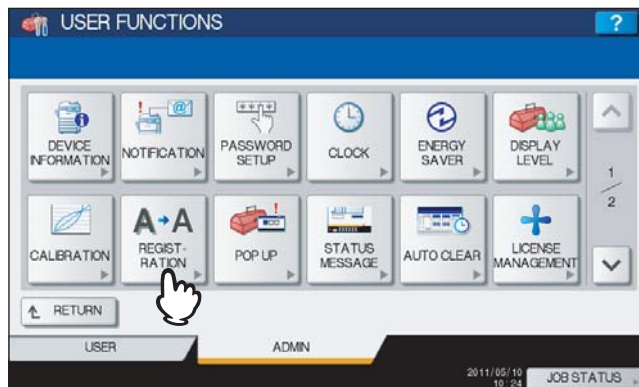 USER FUNCTIONS
?
DEVICE
INFORMATION
NOTIFICATION
PASSWORD
SETUP
CLOCK
ENERGY
SAVER
DISPLAY
LEVEL
1
2
CALIBRATION
A A
REGIST-
RATION
POP UP
STATUS
MESSAGE
AUTO CLEAR
LICENSE
MANAGEMENT
RETURN
USER
ADMIN
2011/05/10
10:24
JOB STATUS